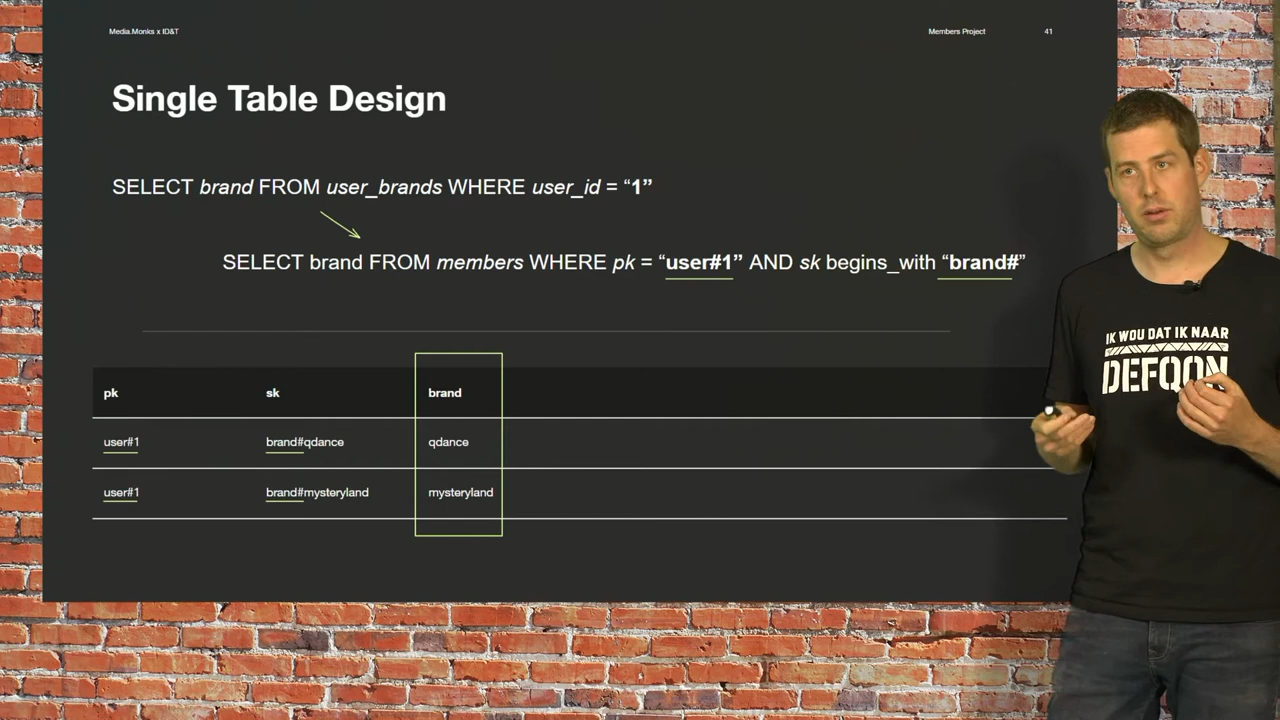 Media.Monks x ID&T
Members Project
41
Single Table Design
SELECT brand FROM user_brands WHERE user_id = “1”
SELECT brand FROM members WHERE pk = “user#1” AND sk begins_with “brand#”
pk sk brand
user#1 brand#qdance qdance
user#1 brand#mysteryland mysteryland
IK WOU DAT IK NAAR
DEFQON